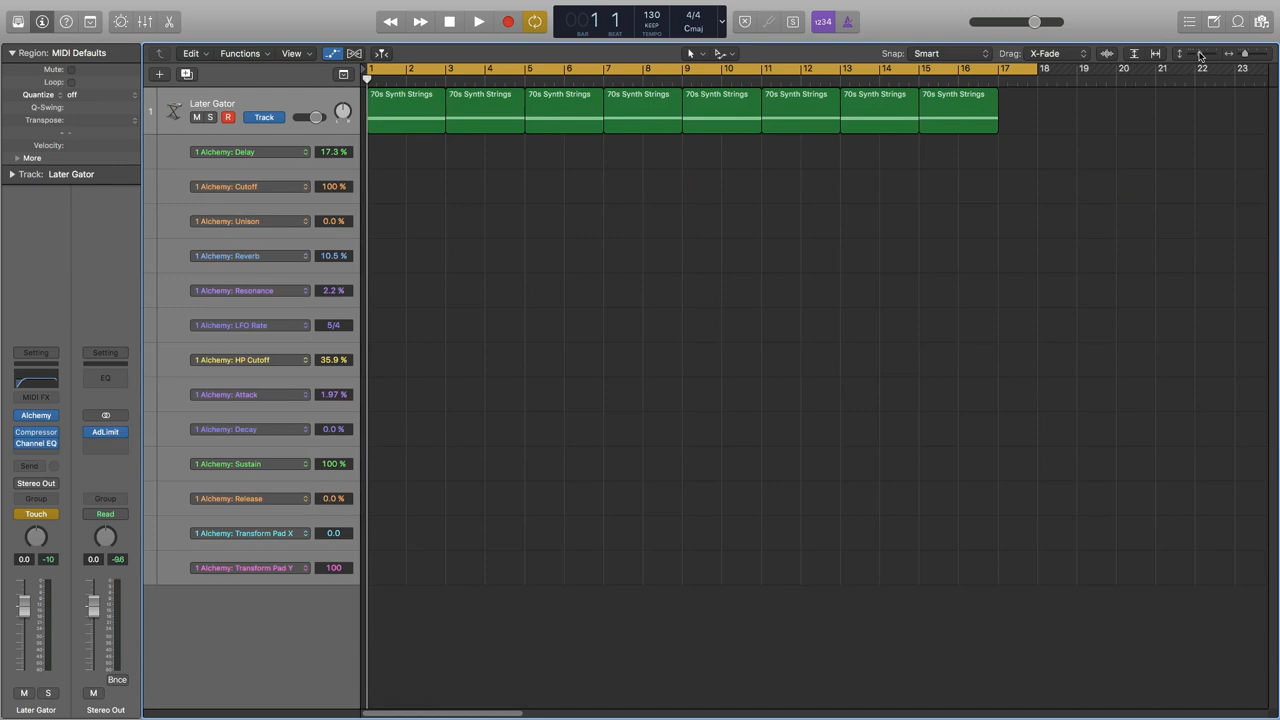 1 1 130 4/4
BAR BEAT KEEP TEMPO Cmaj
1234
Region: MIDI Defaults
Edit Functions View Snap: Smart Drag: X-Fade
Mute:
Loop:
Quantize off
Q-Swing:
Transpose:
Velocity:
More
Track: Later Gator
1 2 3 4 5 6 7 8 9 10 11 12 13 14 15 16 17 18 19 20 21 22 23
1 Later Gator
M S R Track
70s Synth Strings 70s Synth Strings 70s Synth Strings 70s Synth Strings 70s Synth Strings 70s Synth Strings 70s Synth Strings 70s Synth Strings
1 Alchemy: Delay 17.3 %
1 Alchemy: Cutoff 100 %
1 Alchemy: Unison 0.0 %
1 Alchemy: Reverb 10.5 %
1 Alchemy: Resonance 2.2 %
1 Alchemy: LFO Rate 5/4
1 Alchemy: HP Cutoff 35.9 %
1 Alchemy: Attack 1.97 %
1 Alchemy: Decay 0.0 %
1 Alchemy: Sustain 100 %
1 Alchemy: Release 0.0 %
1 Alchemy: Transform Pad X 0.0
1 Alchemy: Transform Pad Y 100
Setting Setting
EQ
MIDI FX
Alchemy
Compressor AdLimit
Channel EQ
Send
Stereo Out
Group Group
Touch Read
0.0 -10 0.0 -9.6
Bnce
M S M
Later Gator Stereo Out